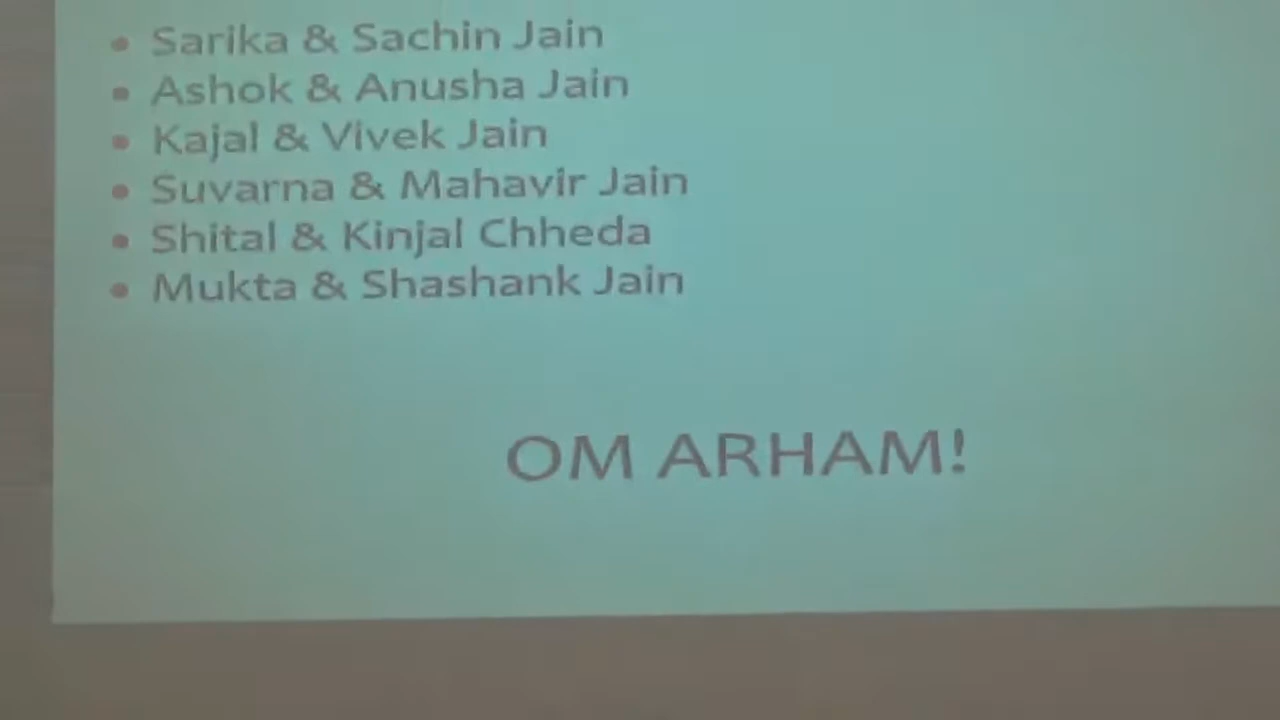 • Sarika & Sachin Jain
• Ashok & Anusha Jain
• Kajal & Vivek Jain
• Suvarna & Mahavir Jain
• Shital & Kinjal Chheda
• Mukta & Shashank Jain
OM ARHAM!